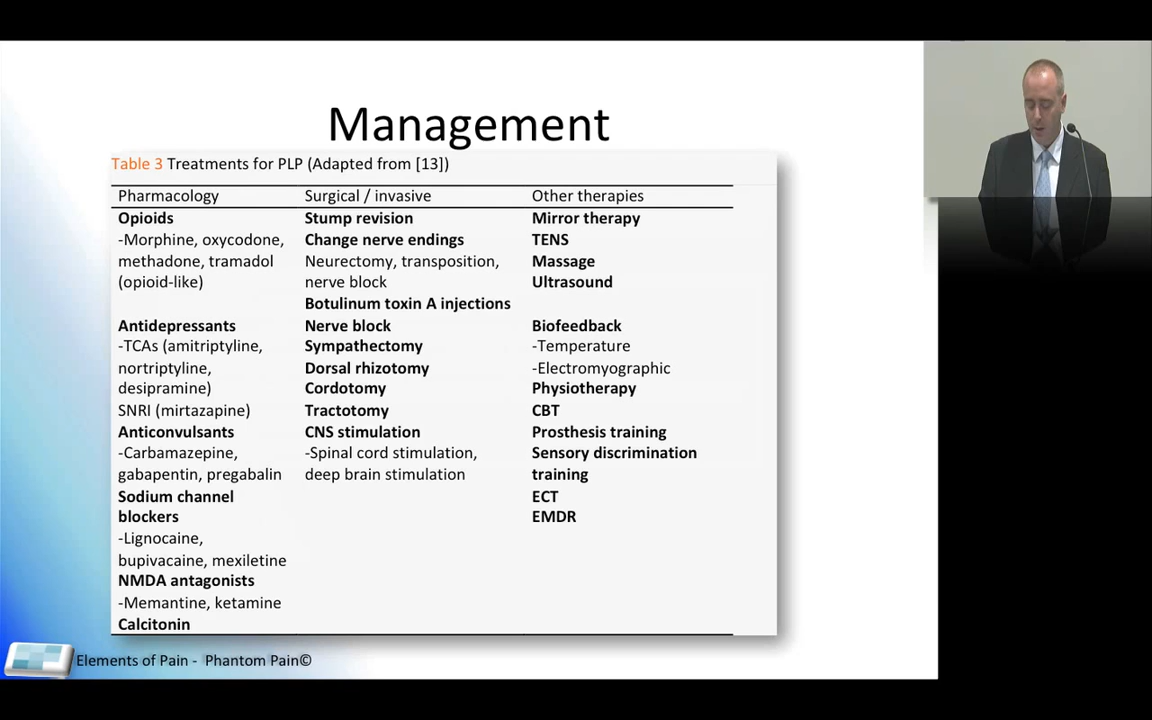 Management
Table 3 Treatments for PLP (Adapted from [13])
Pharmacology
Opioids
-Morphine, oxycodone,
methadone, tramadol
(opioid-like)
Antidepressants
-TCAs (amitriptyline,
nortriptyline,
desipramine)
SNRI (mirtazapine)
Anticonvulsants
-Carbamazepine,
gabapentin, pregabalin
Sodium channel
blockers
-Lignocaine,
bupivacaine, mexiletine
NMDA antagonists
-Memantine, ketamine
Calcitonin
Surgical / invasive
Stump revision
Change nerve endings
Neurectomy, transposition,
nerve block
Botulinum toxin A injections
Nerve block
Sympathectomy
Dorsal rhizotomy
Cordotomy
Tractotomy
CNS stimulation
-Spinal cord stimulation,
deep brain stimulation
Other therapies
Mirror therapy
TENS
Massage
Ultrasound
Biofeedback
-Temperature
-Electromyographic
Physiotherapy
CBT
Prosthesis training
Sensory discrimination
training
ECT
EMDR
Elements of Pain - Phantom Pain©